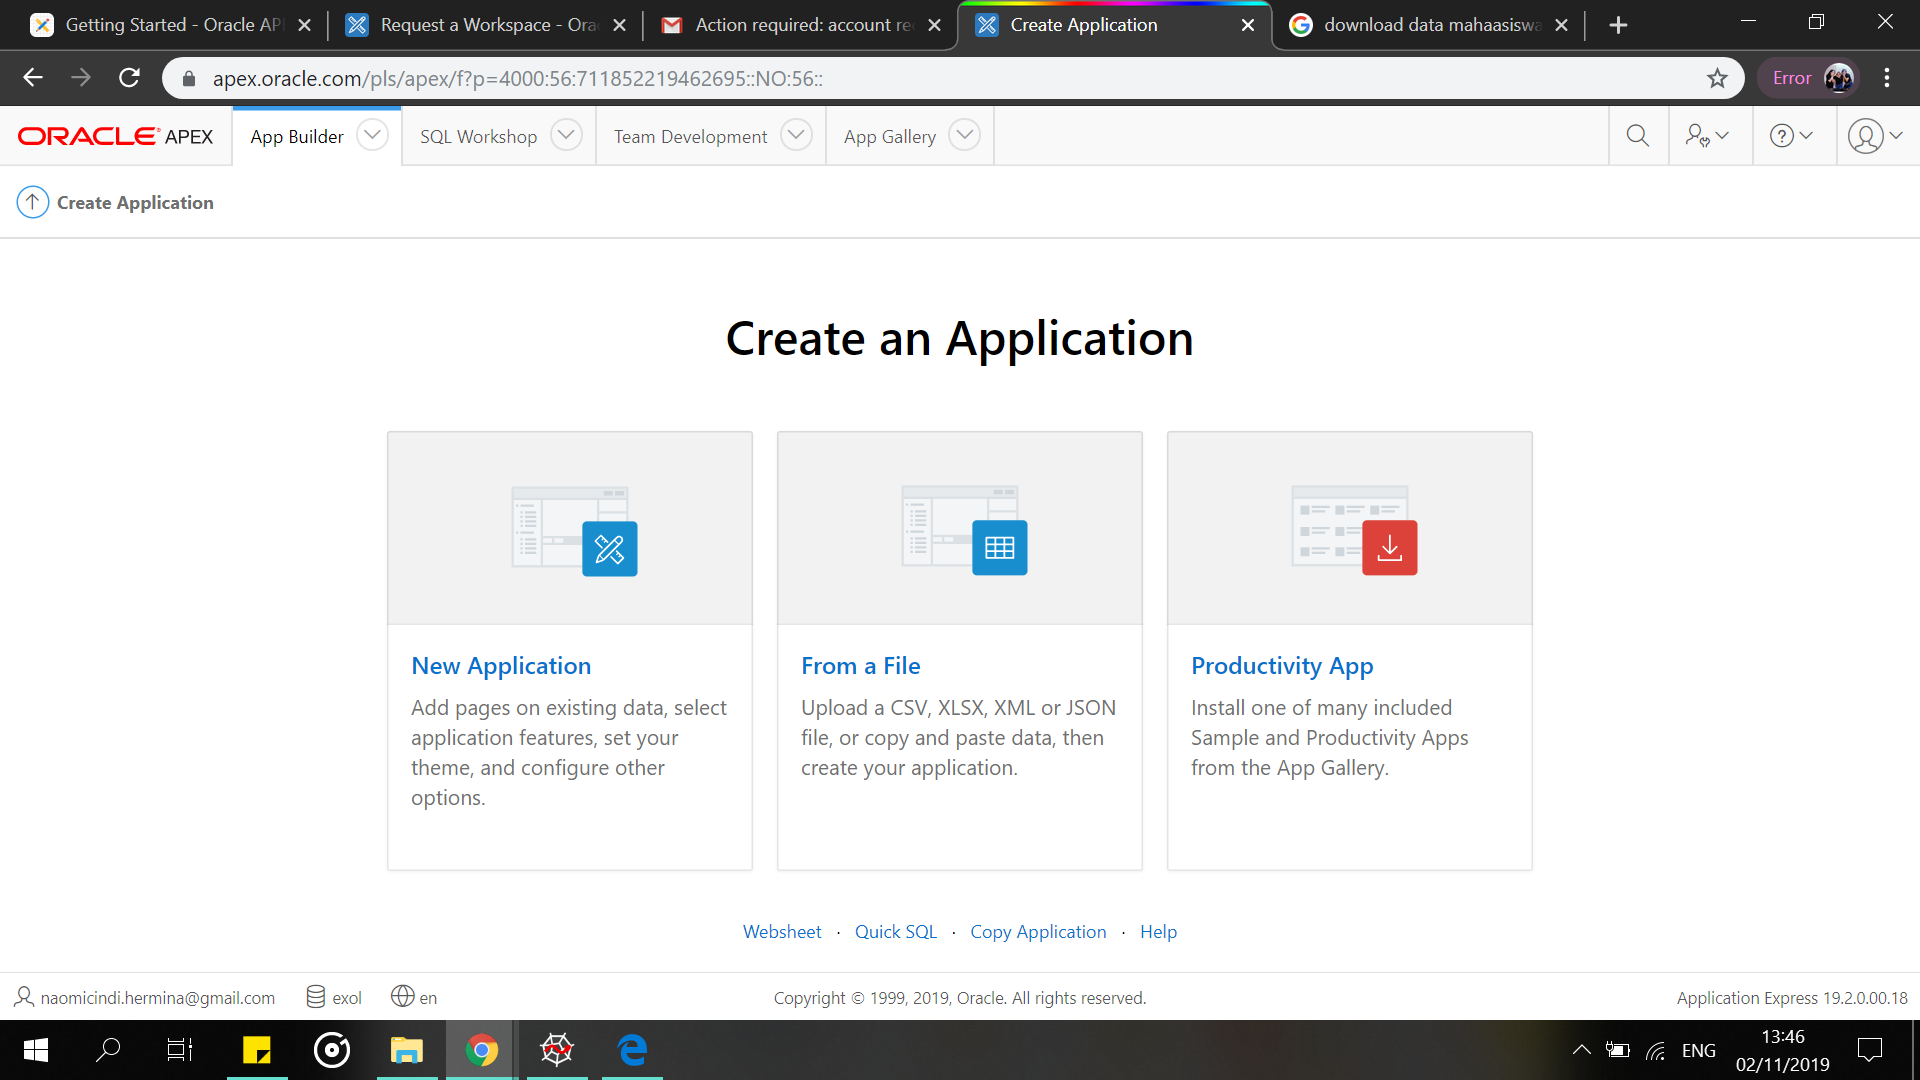 Getting Started - Oracle AP
Request a Workspace - Ora
Action required: account re
Create Application
download data mahaasiswa
apex.oracle.com/pls/apex/f?p=4000:56:711852219462695::NO:56::
Error
ORACLE APEX
App Builder
SQL Workshop
Team Development
App Gallery
Create Application
Create an Application
New Application
Add pages on existing data, select
application features, set your
theme, and configure other
options.
From a File
Upload a CSV, XLSX, XML or JSON
file, or copy and paste data, then
create your application.
Productivity App
Install one of many included
Sample and Productivity Apps
from the App Gallery.
Websheet · Quick SQL · Copy Application · Help
naomicindi.hermina@gmail.com
exol
en
Copyright © 1999, 2019, Oracle. All rights reserved.
Application Express 19.2.0.00.18
ENG
13:46
02/11/2019